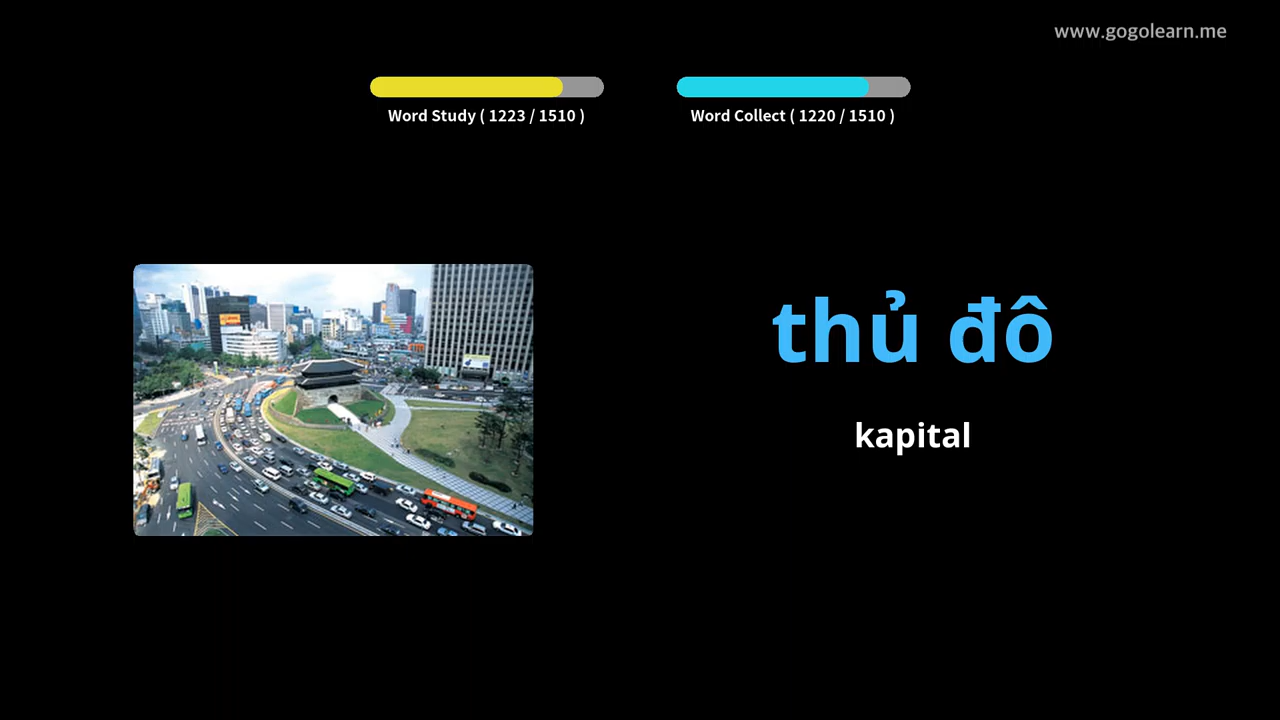 www.gogolearn.me
Word Study ( 1223 / 1510 )
Word Collect ( 1220 / 1510 )
thủ đô
kapital